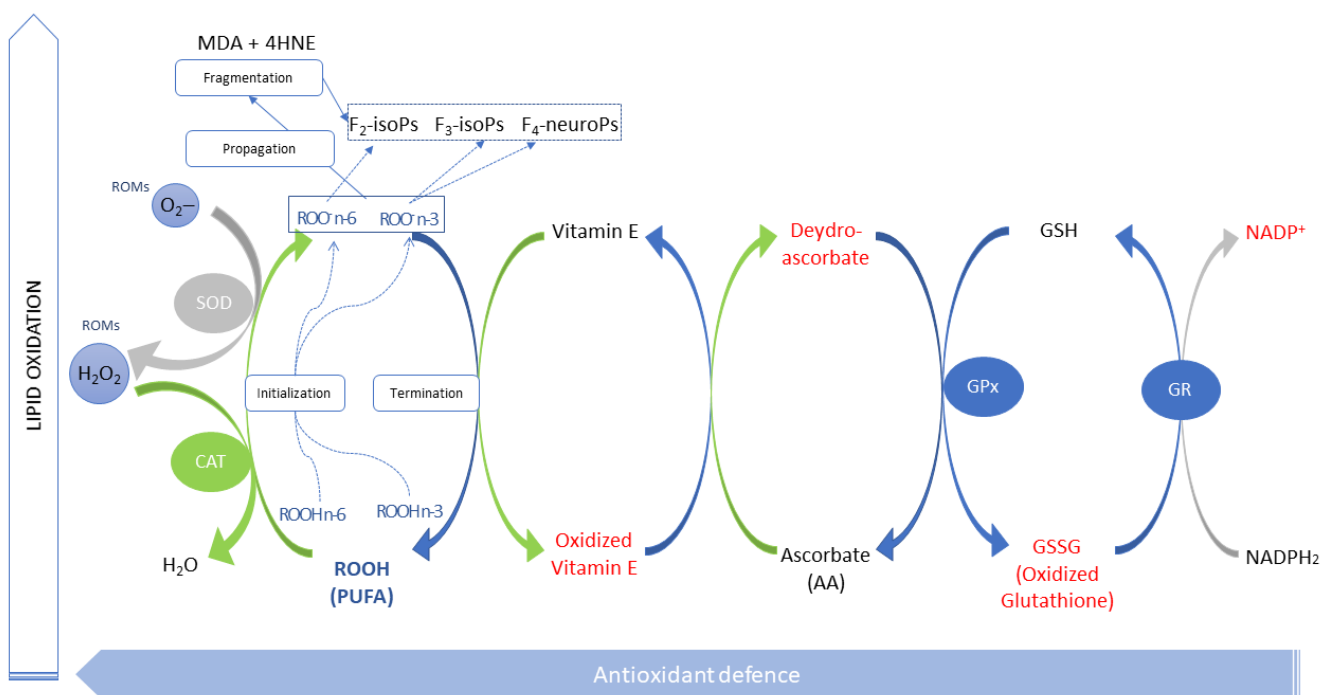 MDA + 4HNE
Fragmentation
F₂-isoPs F₃-isoPs F₄-neuroPs
Propagation
ROMs
O₂—
ROO·n-6 ROO·n-3
Vitamin E
Deydro-
ascorbate
GSH
NADP⁺
SOD
ROMs
H₂O₂
Initialization
Termination
GPx
GR
CAT
ROOHn-6
ROOHn-3
H₂O
ROOH
(PUFA)
Oxidized
Vitamin E
Ascorbate
(AA)
GSSG
(Oxidized
Glutathione)
NADPH₂
LIPID OXIDATION
Antioxidant defence